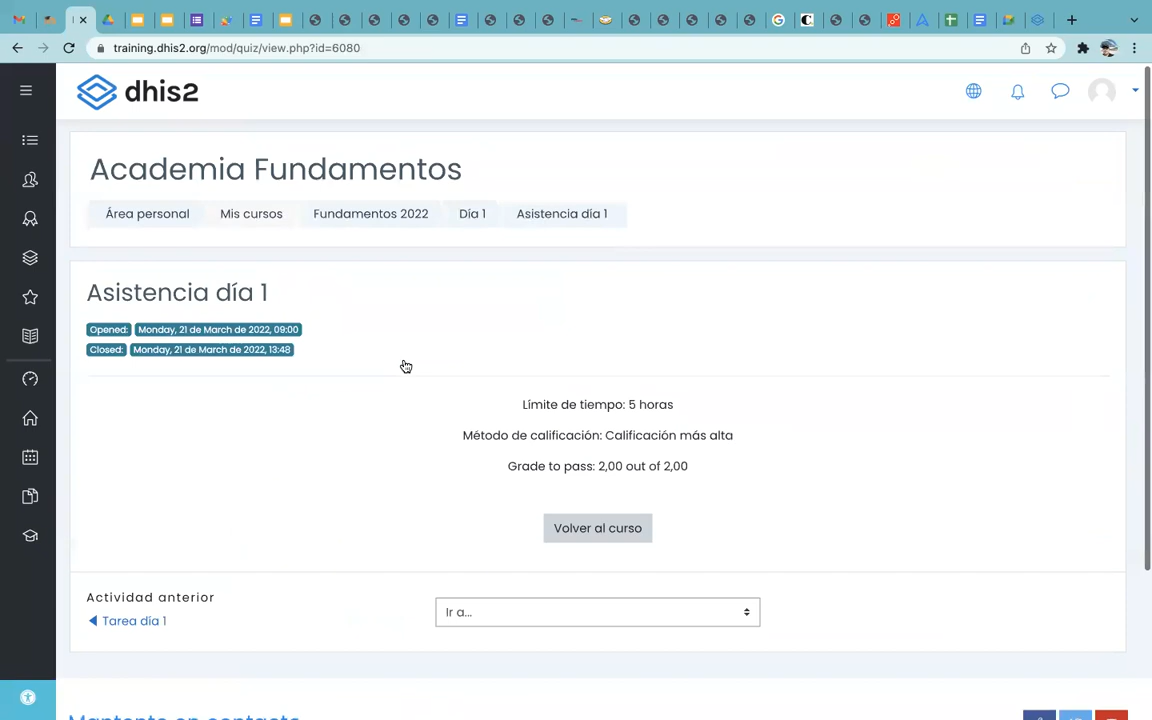 training.dhis2.org/mod/quiz/view.php?id=6080
dhis2
Academia Fundamentos
Área personal Mis cursos Fundamentos 2022 Día 1 Asistencia día 1
Asistencia día 1
Opened: Monday, 21 de March de 2022, 09:00
Closed: Monday, 21 de March de 2022, 13:48
Límite de tiempo: 5 horas
Método de calificación: Calificación más alta
Grade to pass: 2,00 out of 2,00
Volver al curso
Actividad anterior
Ir a...
◀ Tarea día 1
Mantente en contacto